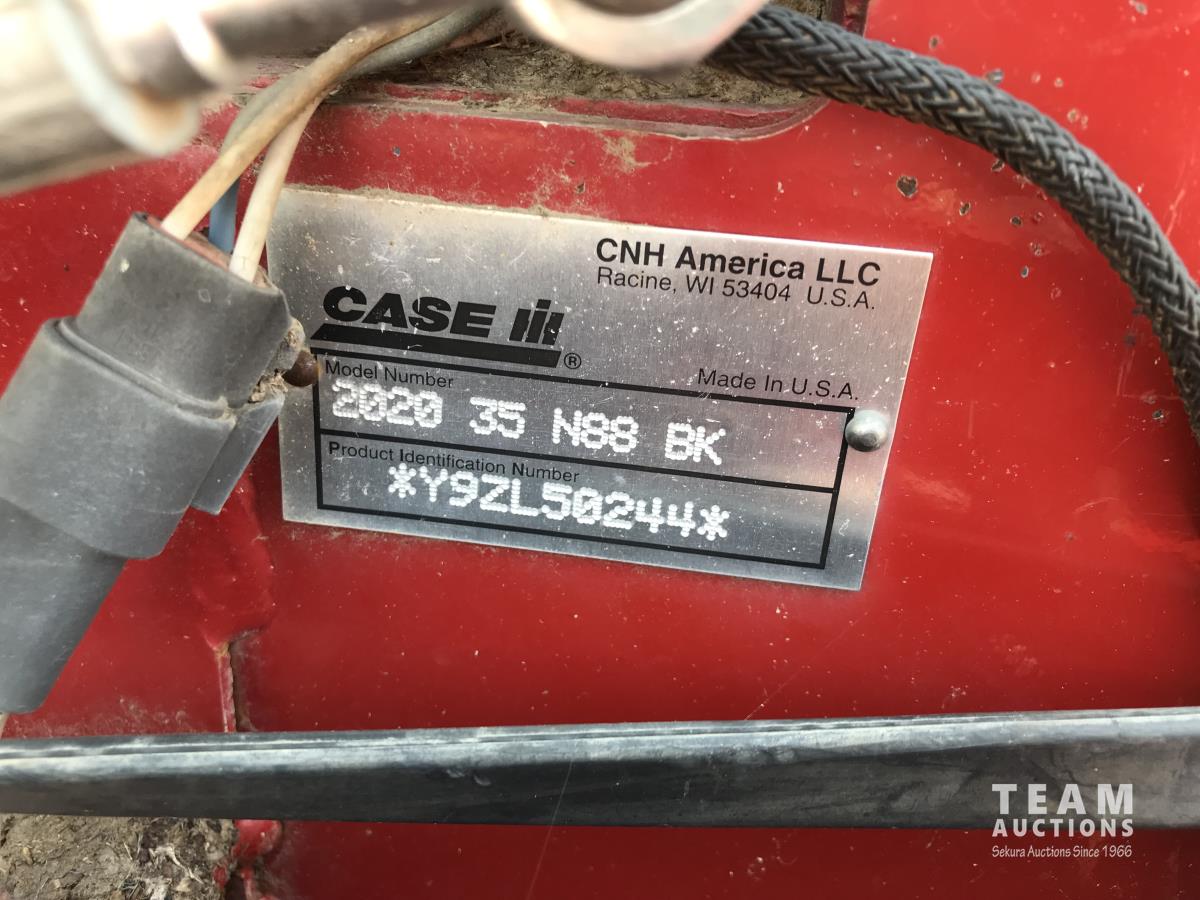 CNH America LLC
Racine, WI 53404 U.S.A.
CASE IH ®
Made In U.S.A.
Model Number
2020 35 N88 BK
Product Identification Number
*Y9ZL50244*
TEAM
AUCTIONS
Sekura Auctions Since 1966